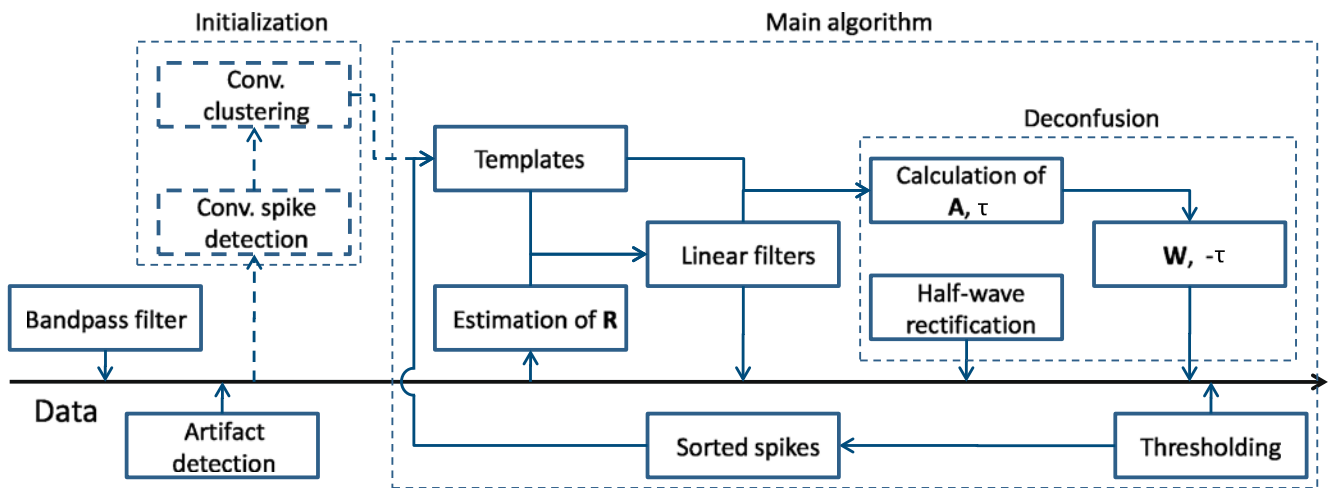 Initialization
Main algorithm
Conv.
clustering
Conv. spike
detection
Bandpass filter
Data
Artifact
detection
Templates
Estimation of R
Linear filters
Deconfusion
Calculation of
A, τ
W, -τ
Half-wave
rectification
Sorted spikes
Thresholding